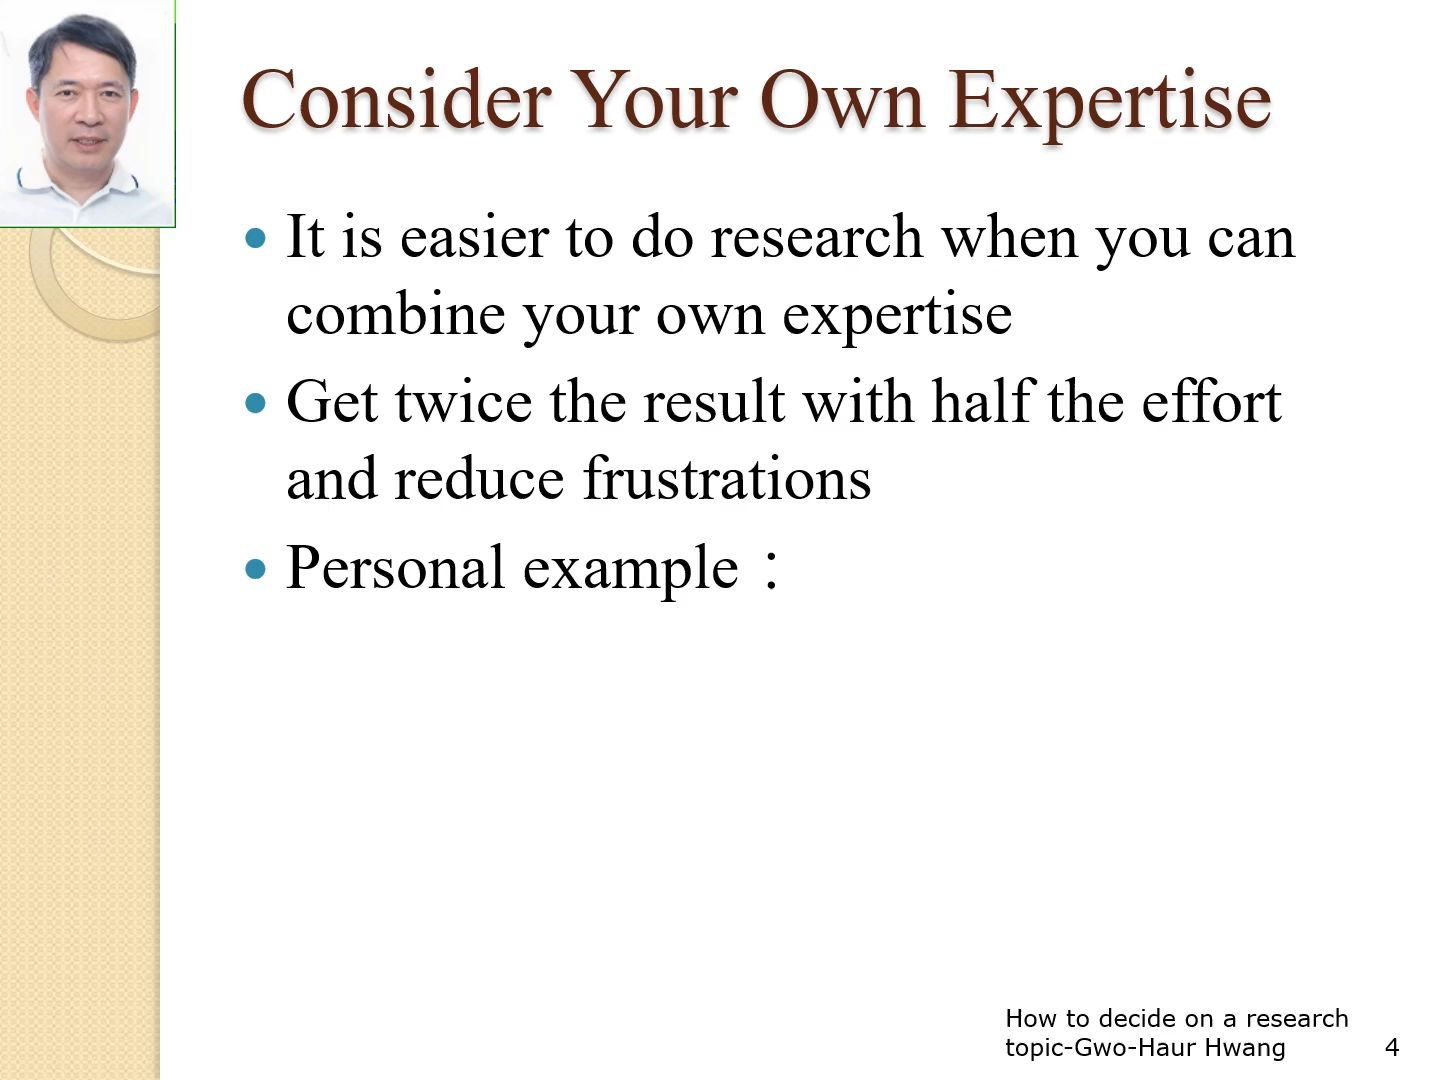 Consider Your Own Expertise
• It is easier to do research when you can
combine your own expertise
• Get twice the result with half the effort
and reduce frustrations
• Personal example：
How to decide on a research
topic-Gwo-Haur Hwang
4